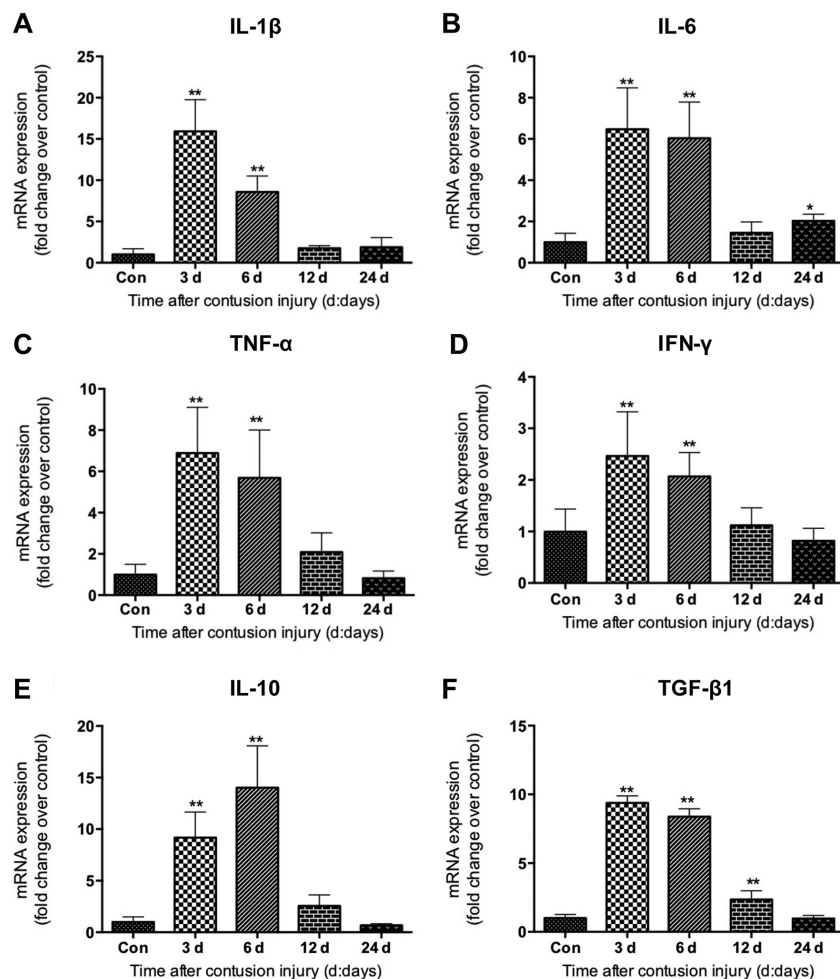 A
IL-1β
mRNA expression
(fold change over control)
25
20
15
10
5
0
**
**
Con
3 d
6 d
12 d
24 d
Time after contusion injury (d:days)
B
IL-6
mRNA expression
(fold change over control)
10
8
6
4
2
0
**
**
*
Con
3 d
6 d
12 d
24 d
Time after contusion injury (d:days)
C
TNF-α
mRNA expression
(fold change over control)
10
8
6
4
2
0
**
**
Con
3 d
6 d
12 d
24 d
Time after contusion injury (d:days)
D
IFN-γ
mRNA expression
(fold change over control)
4
3
2
1
0
**
**
Con
3 d
6 d
12 d
24 d
Time after contusion injury (d:days)
E
IL-10
mRNA expression
(fold change over control)
20
15
10
5
0
**
**
Con
3 d
6 d
12 d
24 d
Time after contusion injury (d:days)
F
TGF-β1
mRNA expression
(fold change over control)
15
10
5
0
**
**
**
Con
3 d
6 d
12 d
24 d
Time after contusion injury (d:days)